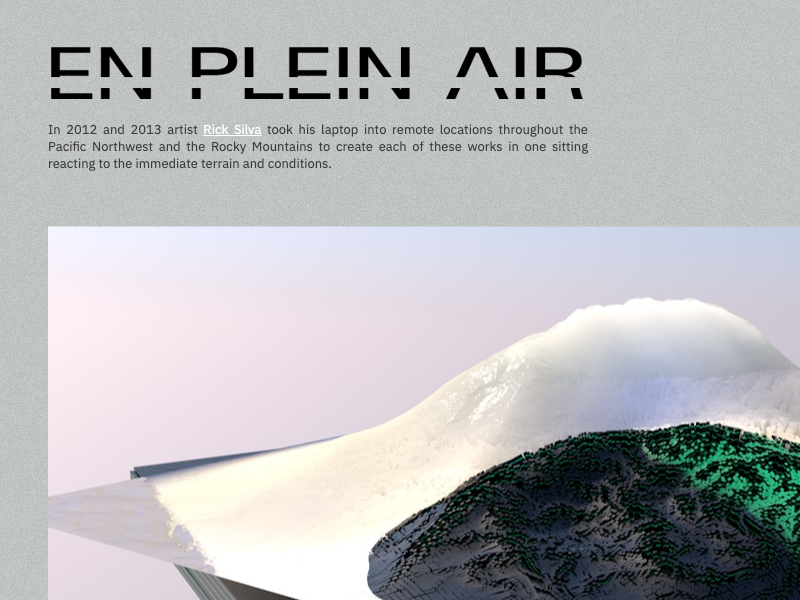 EN PLEIN AIR
In 2012 and 2013 artist Rick Silva took his laptop into remote locations throughout the
Pacific Northwest and the Rocky Mountains to create each of these works in one sitting
reacting to the immediate terrain and conditions.